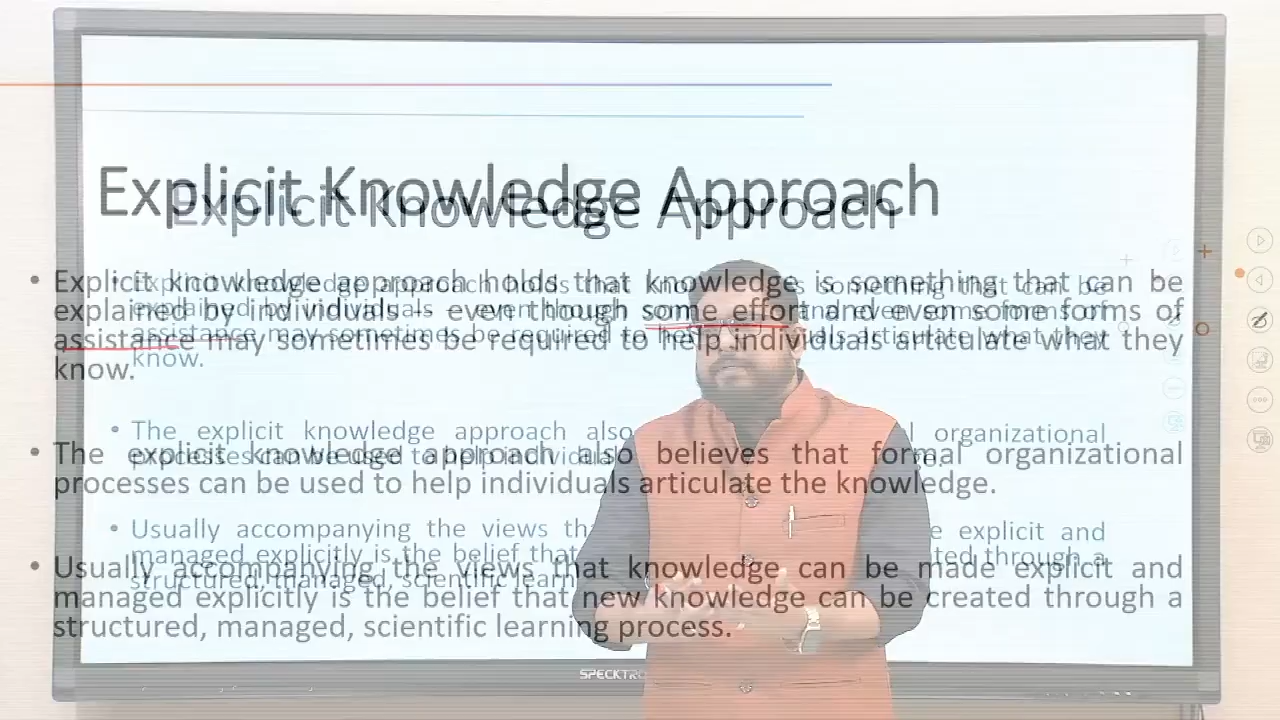 Explicit Knowledge Approach
• Explicit knowledge approach holds that knowledge is something that can be
explained by individuals – even though some effort and even some forms of
assistance may sometimes be required to help individuals articulate what they
know.
• The explicit knowledge approach also believes that formal organizational
processes can be used to help individuals articulate the knowledge.
• Usually accompanying the views that knowledge can be made explicit and
managed explicitly is the belief that new knowledge can be created through a
structured, managed, scientific learning process.